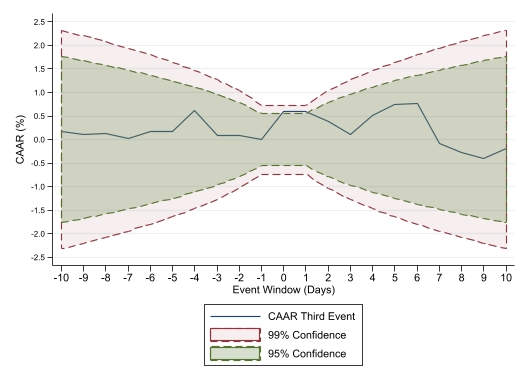 2.5
2.0
1.5
1.0
0.5
0.0
-0.5
-1.0
-1.5
-2.0
-2.5
CAAR (%)
-10 -9 -8 -7 -6 -5 -4 -3 -2 -1 0 1 2 3 4 5 6 7 8 9 10
Event Window (Days)
CAAR Third Event
99% Confidence
95% Confidence